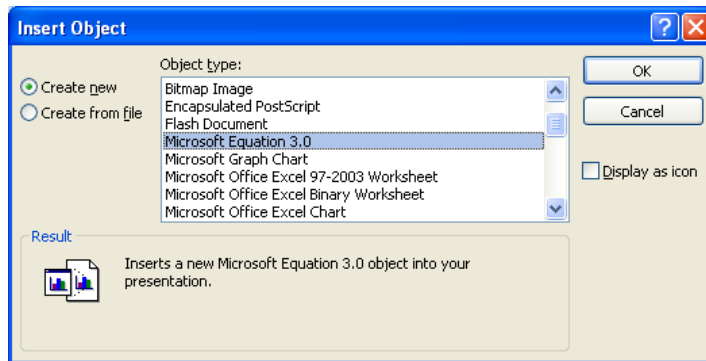 Insert Object
Object type:
Create new
Create from file
Bitmap Image
Encapsulated PostScript
Flash Document
Microsoft Equation 3.0
Microsoft Graph Chart
Microsoft Office Excel 97-2003 Worksheet
Microsoft Office Excel Binary Worksheet
Microsoft Office Excel Chart
OK
Cancel
Display as icon
Result
Inserts a new Microsoft Equation 3.0 object into your
presentation.